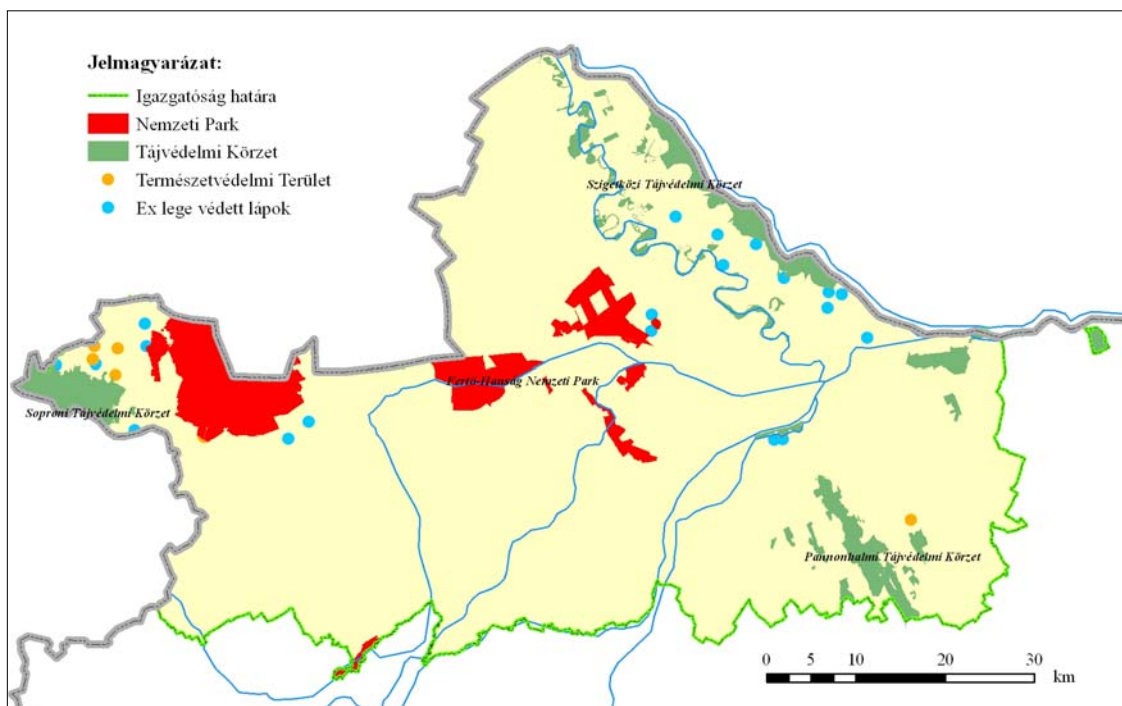 Jelmagyarázat:
Igazgatóság határa
Nemzeti Park
Tájvédelmi Körzet
Természetvédelmi Terület
Ex lege védett lápok
Szigetközi Tájvédelmi Körzet
Fertő-Hanság Nemzeti Park
Soproni Tájvédelmi Körzet
Pannonhalmi Tájvédelmi Körzet
0 5 10 20 30
km